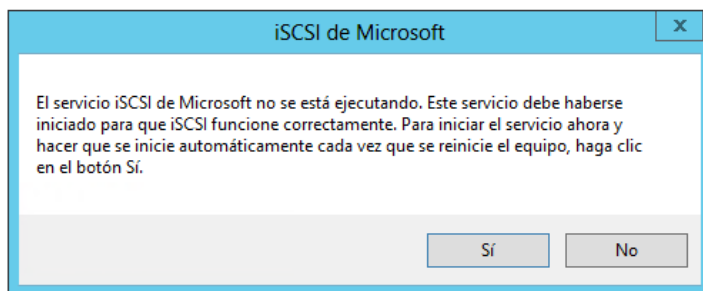 iSCSI de Microsoft
x
El servicio iSCSI de Microsoft no se está ejecutando. Este servicio debe haberse
iniciado para que iSCSI funcione correctamente. Para iniciar el servicio ahora y
hacer que se inicie automáticamente cada vez que se reinicie el equipo, haga clic
en el botón Sí.
Sí No